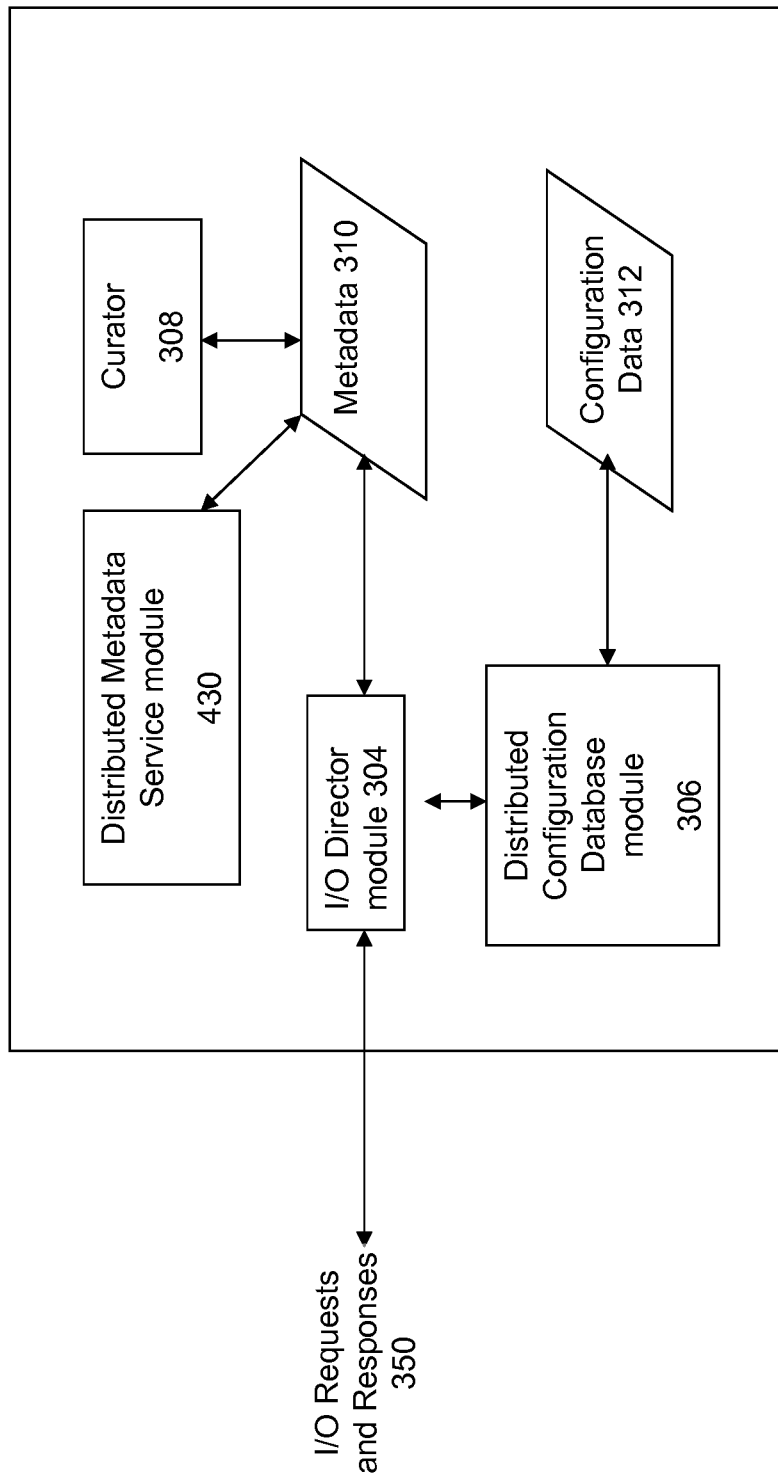 Distributed Metadata
Service module
430
Curator
308
I/O Requests
and Responses
350
I/O Director
module 304
Metadata 310
Distributed
Configuration
Database
module
306
Configuration
Data 312